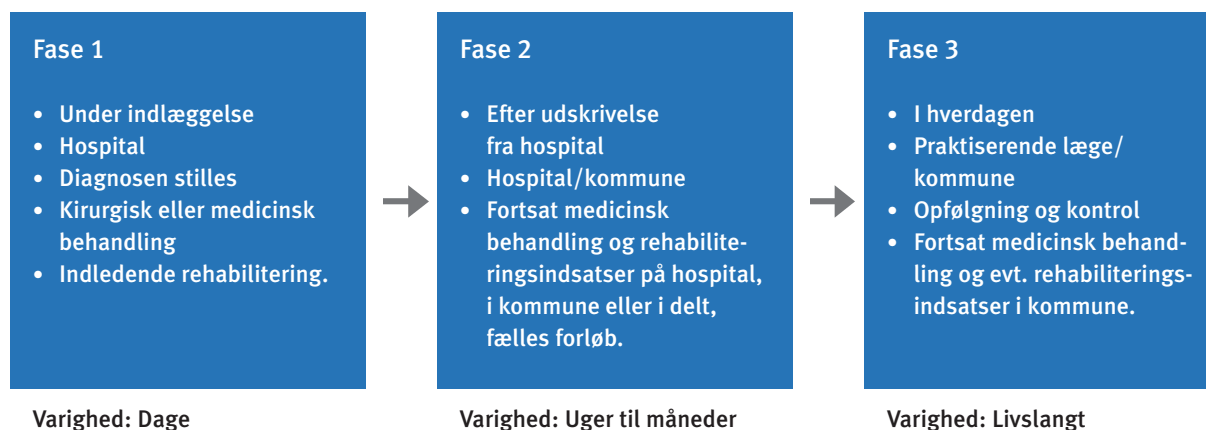 Fase 1
• Under indlæggelse
• Hospital
• Diagnosen stilles
• Kirurgisk eller medicinsk
behandling
• Indledende rehabilitering.
Varighed: Dage
Fase 2
• Efter udskrivelse
fra hospital
• Hospital/kommune
• Fortsat medicinsk
behandling og rehabilite-
ringsindsatser på hospital,
i kommune eller i delt,
fælles forløb.
Varighed: Uger til måneder
Fase 3
• I hverdagen
• Praktiserende læge/
kommune
• Opfølgning og kontrol
• Fortsat medicinsk behand-
ling og evt. rehabiliterings-
indsatser i kommune.
Varighed: Livslangt